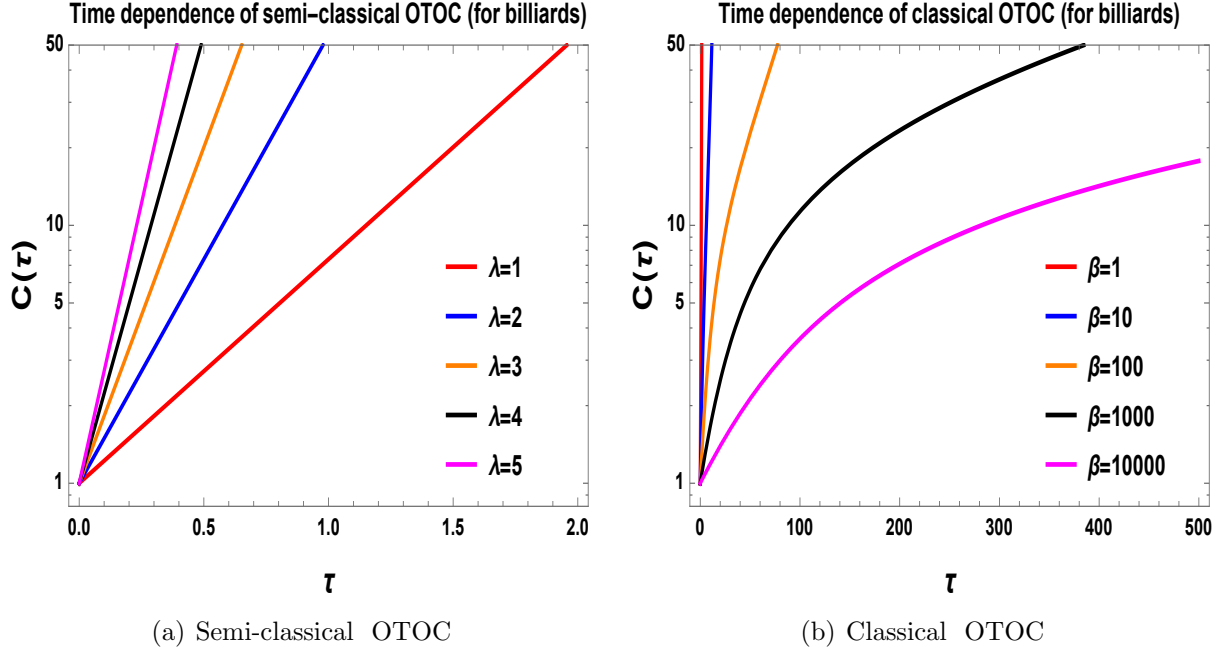 Time dependence of semi-classical OTOC (for billiards)
50
10
5
1
C(τ)
λ=1
λ=2
λ=3
λ=4
λ=5
0.0 0.5 1.0 1.5 2.0
τ
(a) Semi-classical OTOC
Time dependence of classical OTOC (for billiards)
50
10
5
1
C(τ)
β=1
β=10
β=100
β=1000
β=10000
0 100 200 300 400 500
τ
(b) Classical OTOC